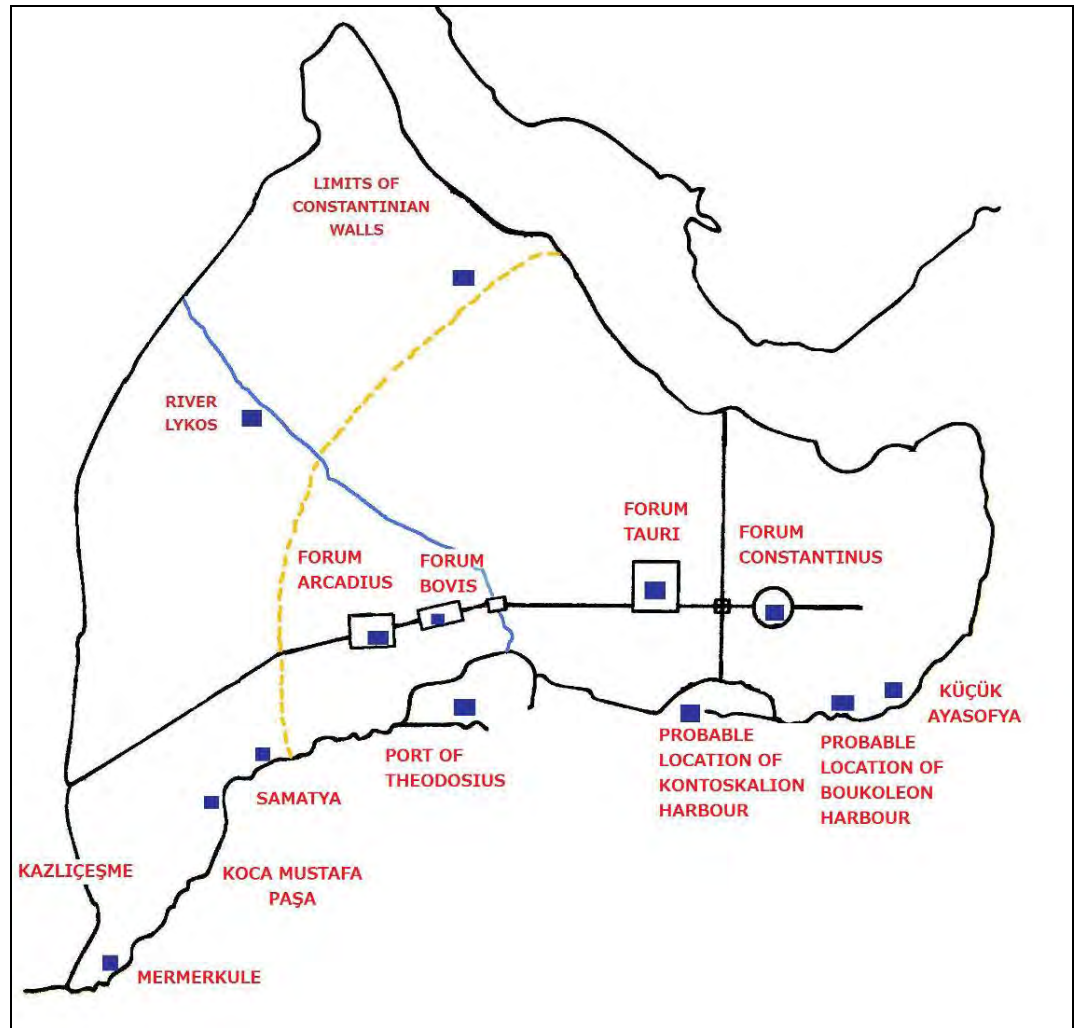 LIMITS OF
CONSTANTINIAN
WALLS
RIVER
LYKOS
FORUM
TAURI
FORUM
CONSTANTINUS
FORUM
ARCADIUS
FORUM
BOVIS
KÜÇÜK
AYASOFYA
PORT OF
THEODOSIUS
PROBABLE
LOCATION OF
KONTOSKALION
HARBOUR
PROBABLE
LOCATION OF
BOUKOLEON
HARBOUR
SAMATYA
KAZLIÇEŞME
KOCA MUSTAFA
PAŞA
MERMERKULE